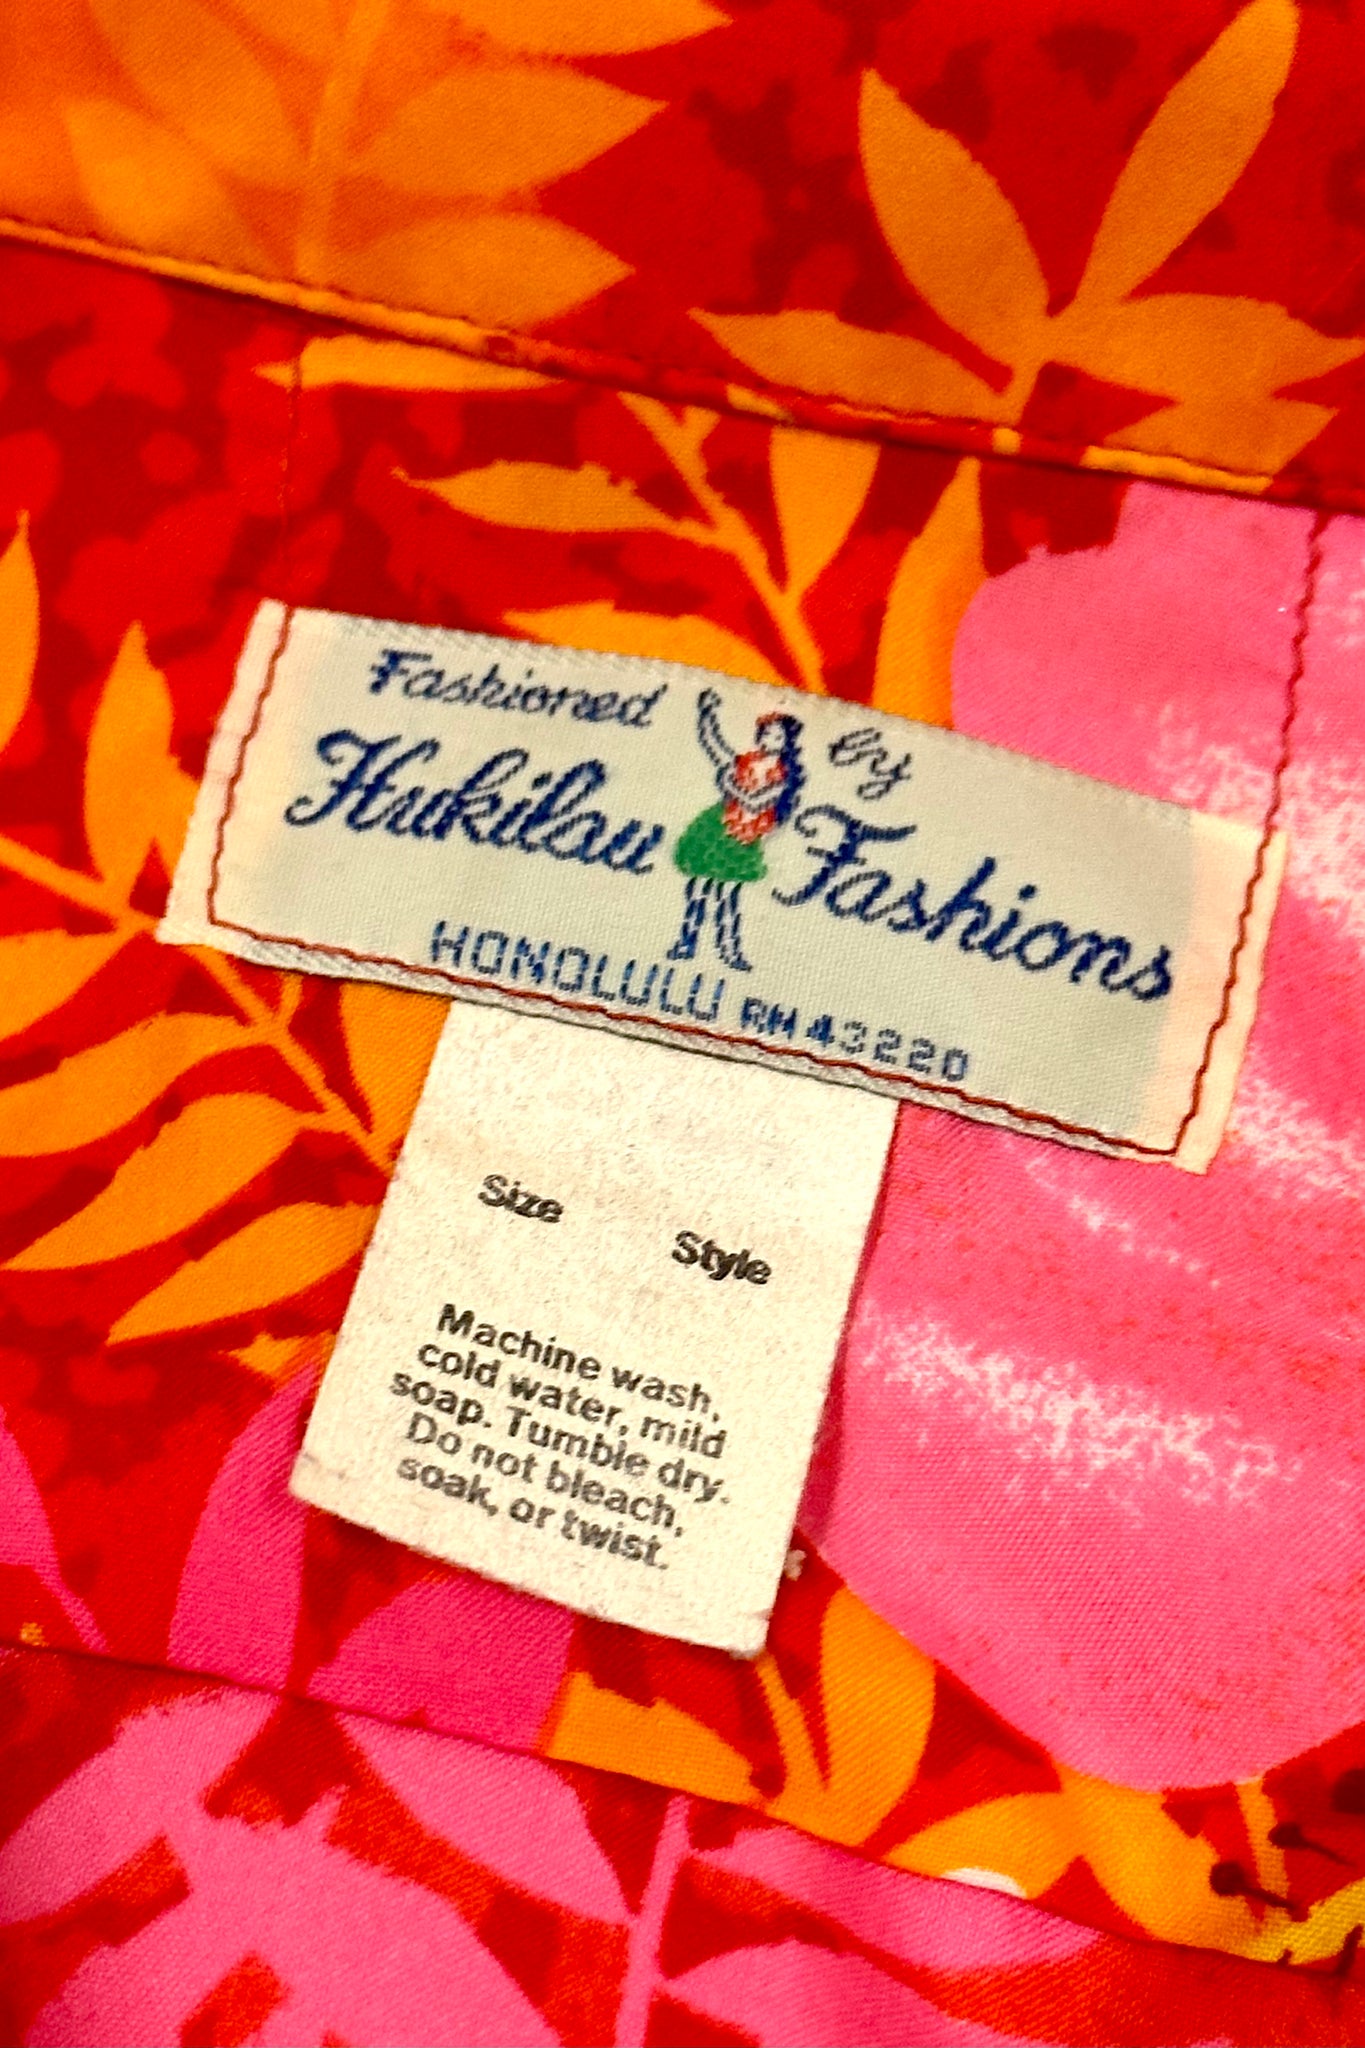 Fashioned by
Hukilau Fashions
HONOLULU RN 43220
Size
Style
Machine wash,
cold water, mild
soap. Tumble dry.
Do not bleach,
soak, or twist.